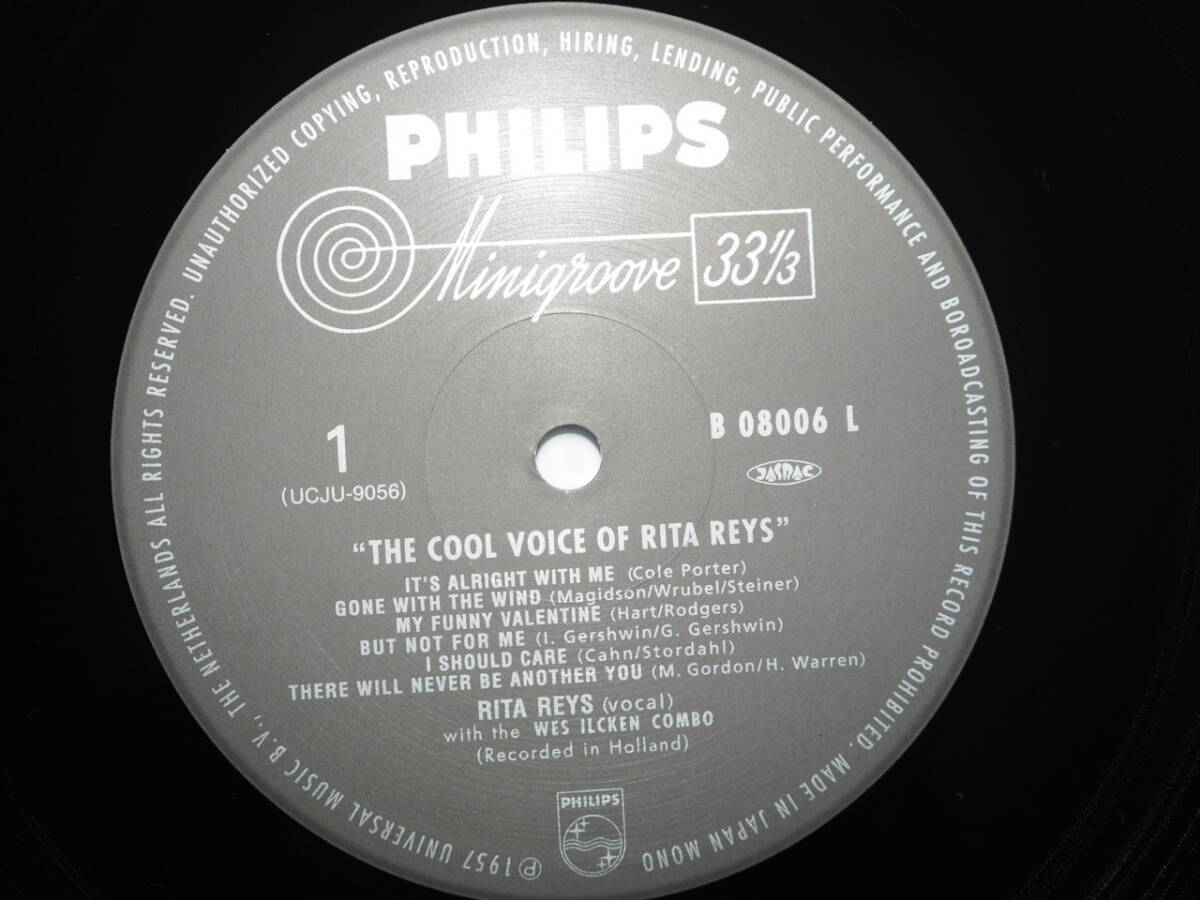 PHILIPS
Minigroove 33 1/3
B 08006 L
JASRAC
1
(UCJU-9056)
"THE COOL VOICE OF RITA REYS"
IT'S ALRIGHT WITH ME (Cole Porter)
GONE WITH THE WIND (Magidson/Wrubel/Steiner)
MY FUNNY VALENTINE (Hart/Rodgers)
BUT NOT FOR ME (I. Gershwin/G. Gershwin)
I SHOULD CARE (Cahn/Stordahl)
THERE WILL NEVER BE ANOTHER YOU (M. Gordon/H. Warren)
RITA REYS (vocal)
with the WES ILCKEN COMBO
(Recorded in Holland)
PHILIPS
℗ 1957 UNIVERSAL MUSIC B.V., THE NETHERLANDS ALL RIGHTS RESERVED. UNAUTHORIZED COPYING, REPRODUCTION, HIRING, LENDING, PUBLIC PERFORMANCE AND BOROADCASTING OF THIS RECORD PROHIBITED. MADE IN JAPAN MONO